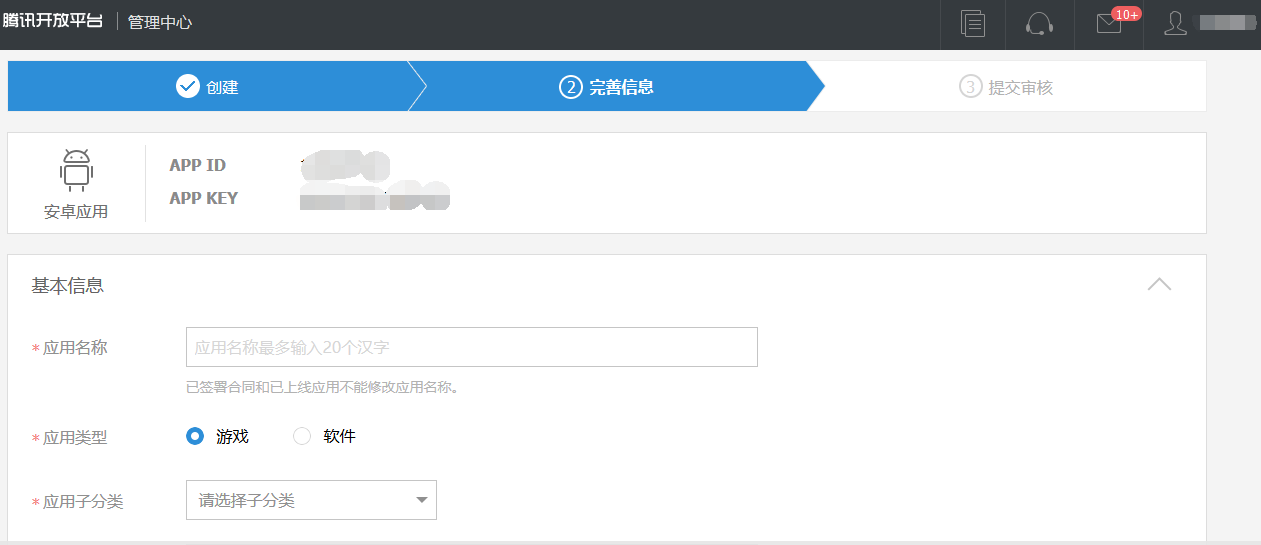 腾讯开放平台 管理中心 10+
创建 2 完善信息 3 提交审核
APP ID
APP KEY
安卓应用
基本信息
*应用名称 应用名称最多输入20个汉字
已签署合同和已上线应用不能修改应用名称。
*应用类型 游戏 软件
*应用子分类 请选择子分类